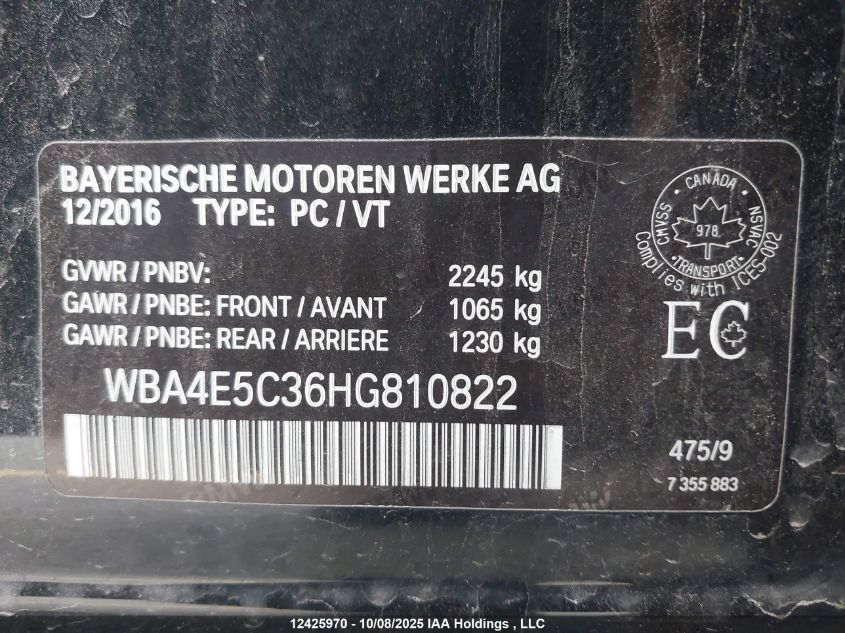 BAYERISCHE MOTOREN WERKE AG
12/2016 TYPE: PC / VT
GVWR / PNBV: 2245 kg
GAWR / PNBE: FRONT / AVANT 1065 kg
GAWR / PNBE: REAR / ARRIERE 1230 kg
WBA4E5C36HG810822
CMVSS · CANADA · NSVAC
978
· TRANSPORT ·
Complies with ICES-002
EC
475/9
7 355 883
12425970 - 10/08/2025 IAA Holdings , LLC